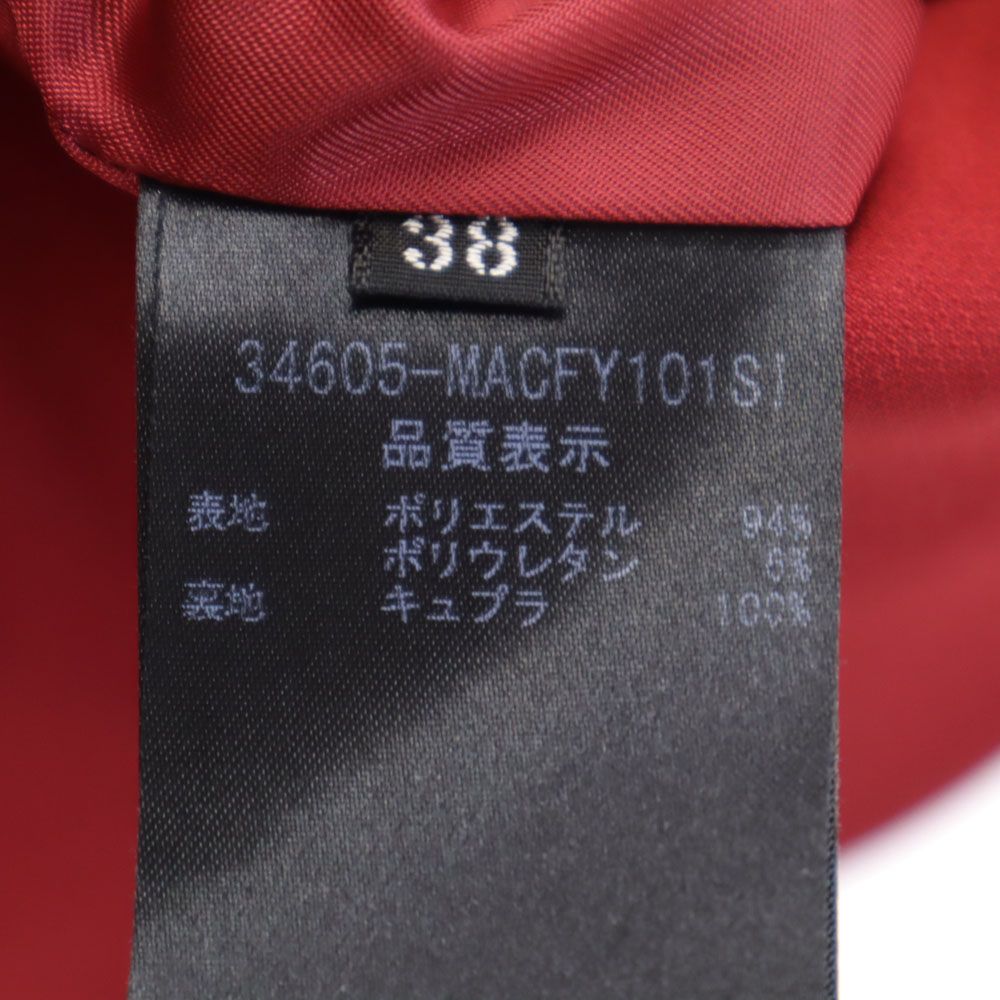 38
34605-MACFY101SI
品質表示
表地 ポリエステル 94%
ポリウレタン 6%
裏地 キュプラ 100%